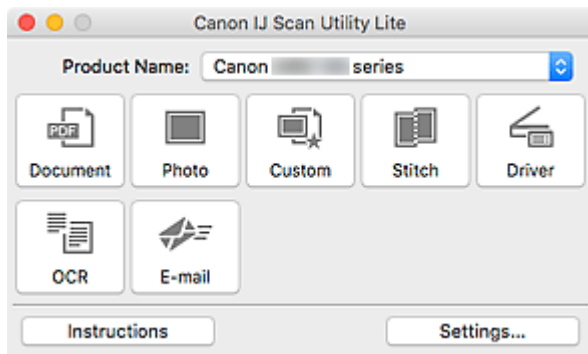 Canon IJ Scan Utility Lite
Product Name: Canon series
PDF
Document Photo Custom Stitch Driver
OCR E-mail
Instructions Settings...